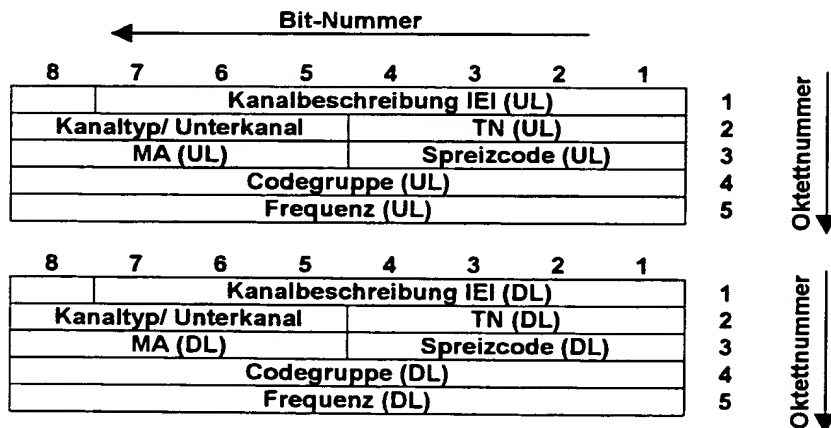 Bit-Nummer
8 7 6 5 4 3 2 1
Kanalbeschreibung IEI (UL) 1
Kanaltyp/ Unterkanal TN (UL) 2
MA (UL) Spreizcode (UL) 3
Codegruppe (UL) 4
Frequenz (UL) 5
Oktettnummer
8 7 6 5 4 3 2 1
Kanalbeschreibung IEI (DL) 1
Kanaltyp/ Unterkanal TN (DL) 2
MA (DL) Spreizcode (DL) 3
Codegruppe (DL) 4
Frequenz (DL) 5
Oktettnummer